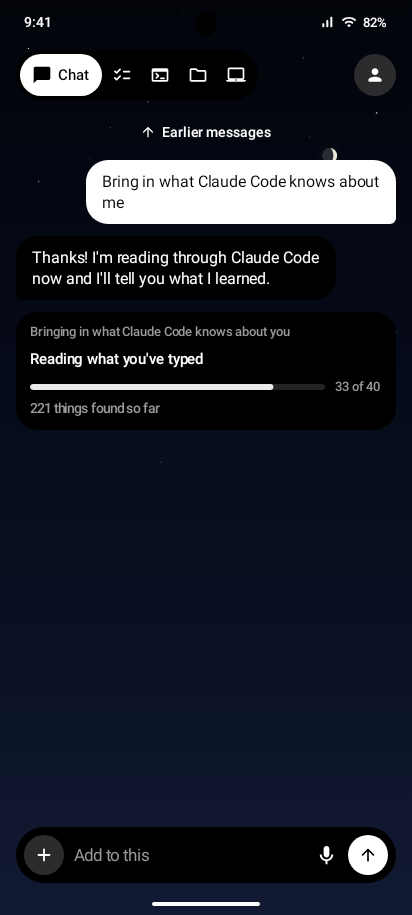 9:41
82%
Chat
Earlier messages
Bring in what Claude Code knows about
me
Thanks! I'm reading through Claude Code
now and I'll tell you what I learned.
Bringing in what Claude Code knows about you
Reading what you've typed
33 of 40
221 things found so far
Add to this